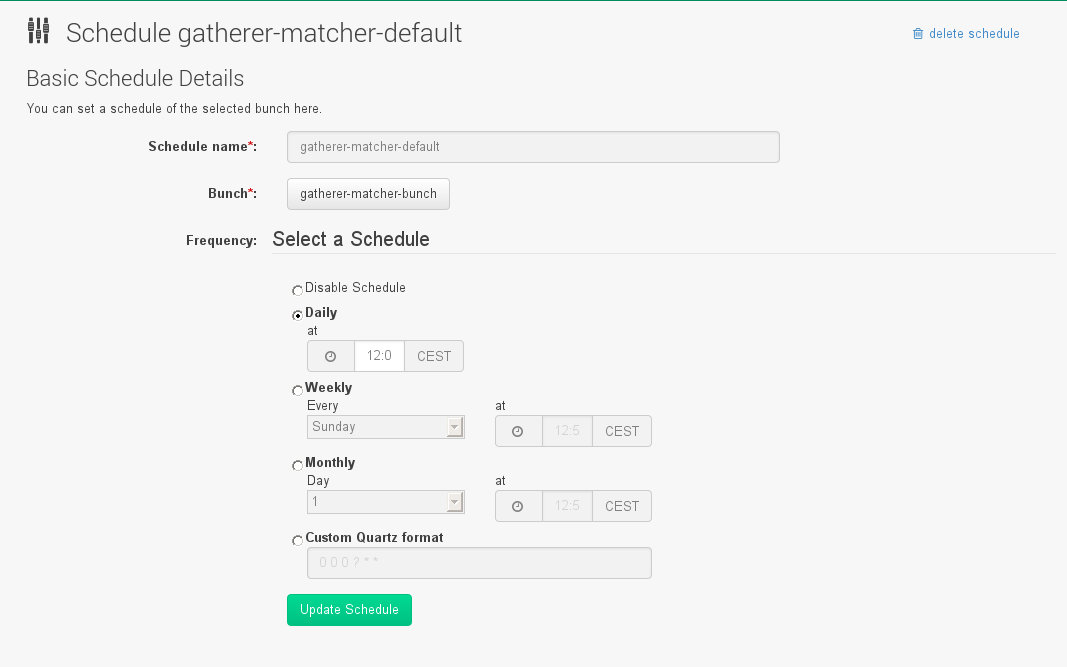 Schedule gatherer-matcher-default
delete schedule
Basic Schedule Details
You can set a schedule of the selected bunch here.
Schedule name*:
gatherer-matcher-default
Bunch*:
gatherer-matcher-bunch
Frequency:
Select a Schedule
Disable Schedule
Daily
at
12:0
CEST
Weekly
Every
at
Sunday
12:5
CEST
Monthly
Day
at
1
12:5
CEST
Custom Quartz format
0 0 0 ? * *
Update Schedule